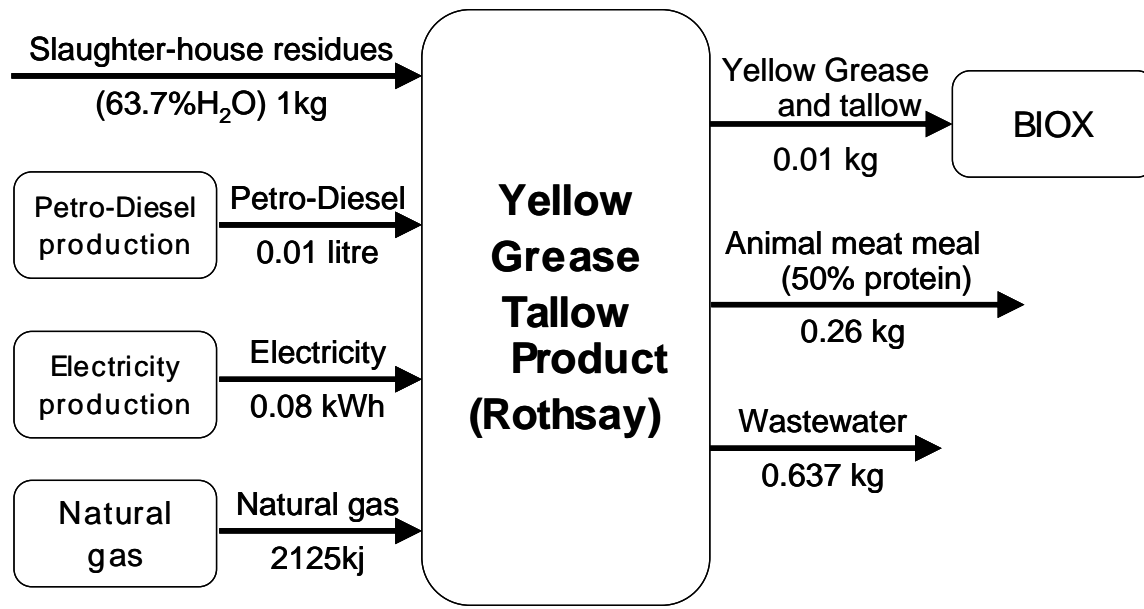 Slaughter-house residues
(63.7%H₂O) 1kg
Petro-Diesel
production
Petro-Diesel
0.01 litre
Electricity
production
Electricity
0.08 kWh
Natural
gas
Natural gas
2125kj
Yellow
Grease
Tallow
Product
(Rothsay)
Yellow Grease
and tallow
0.01 kg
BIOX
Animal meat meal
(50% protein)
0.26 kg
Wastewater
0.637 kg